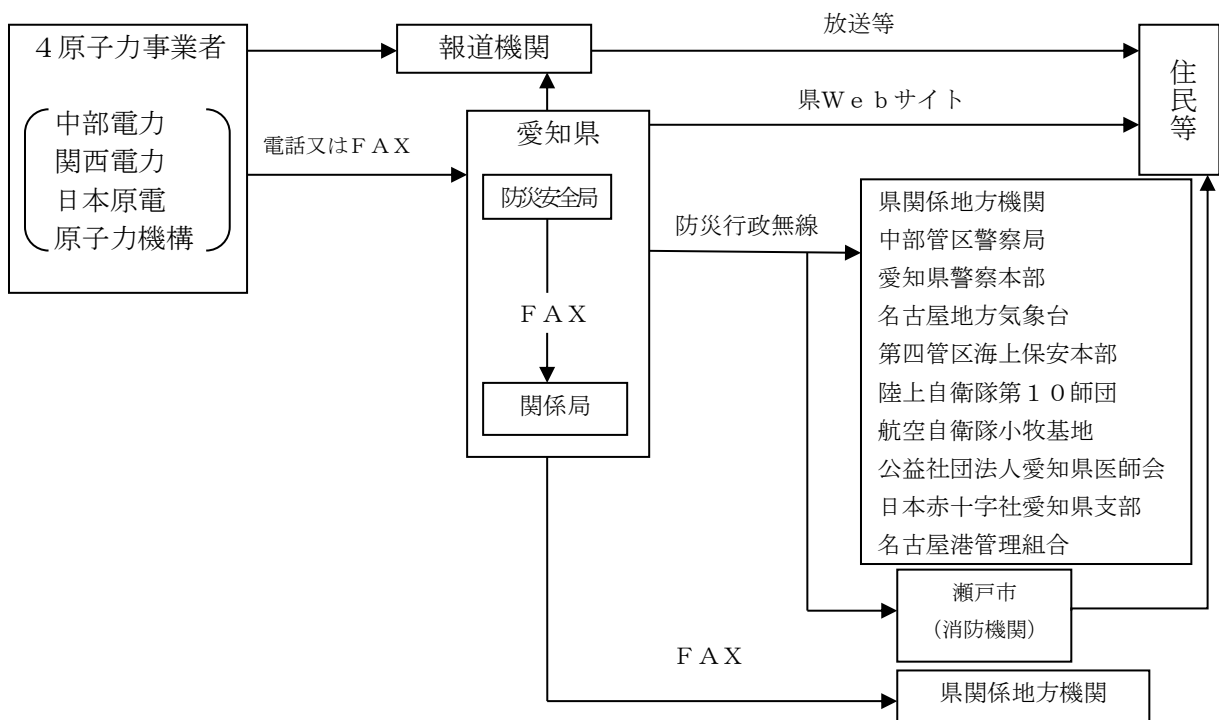 ４原子力事業者
中部電力
関西電力
日本原電
原子力機構
電話又はＦＡＸ
報道機関
放送等
愛知県
防災安全局
ＦＡＸ
関係局
県Ｗｅｂサイト
住民等
防災行政無線
県関係地方機関
中部管区警察局
愛知県警察本部
名古屋地方気象台
第四管区海上保安本部
陸上自衛隊第１０師団
航空自衛隊小牧基地
公益社団法人愛知県医師会
日本赤十字社愛知県支部
名古屋港管理組合
瀬戸市
（消防機関）
ＦＡＸ
県関係地方機関